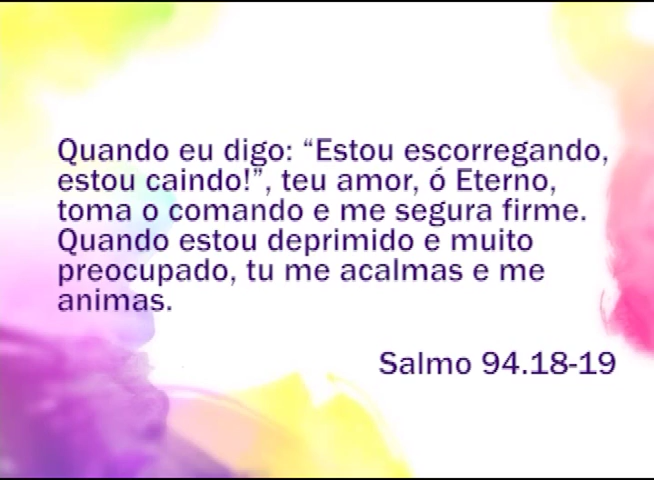 Quando eu digo: “Estou escorregando,
estou caindo!”, teu amor, ó Eterno,
toma o comando e me segura firme.
Quando estou deprimido e muito
preocupado, tu me acalmas e me
animas.
Salmo 94.18-19